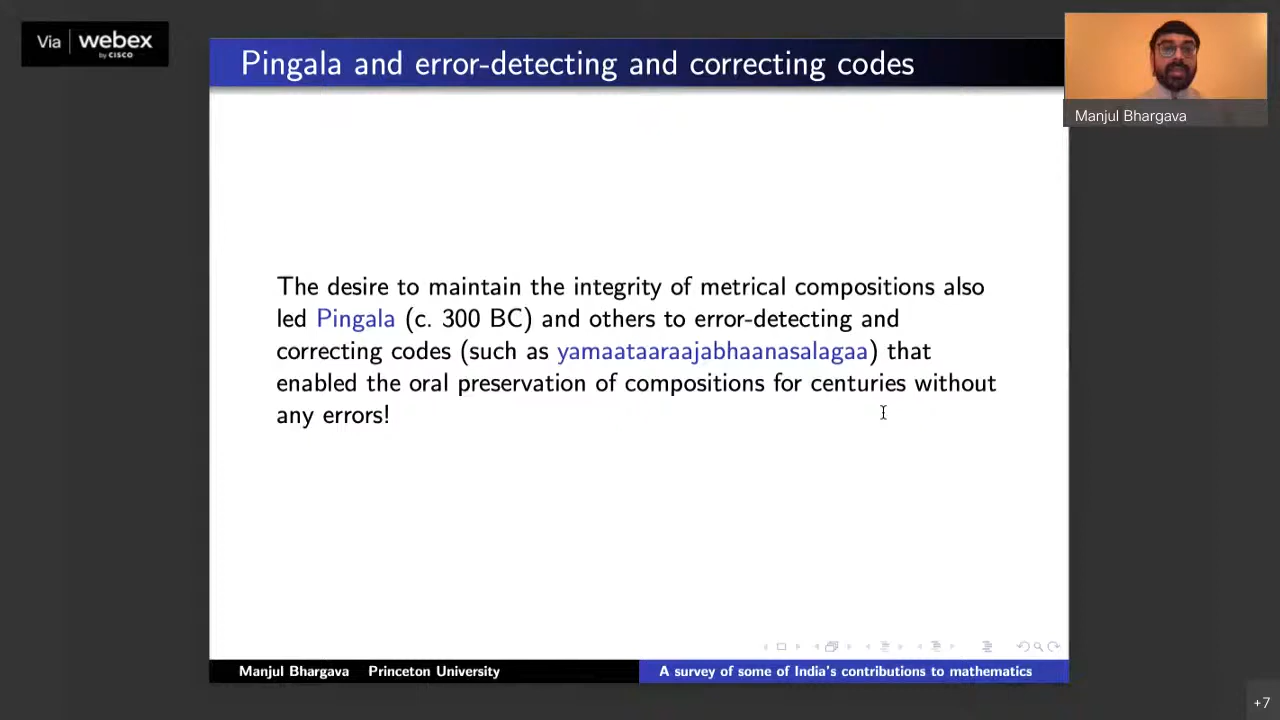 Via webex
by CISCO
Pingala and error-detecting and correcting codes
Manjul Bhargava
The desire to maintain the integrity of metrical compositions also
led Pingala (c. 300 BC) and others to error-detecting and
correcting codes (such as yamaataaraajabhaanasalagaa) that
enabled the oral preservation of compositions for centuries without
any errors!
Manjul Bhargava Princeton University
A survey of some of India's contributions to mathematics
+7